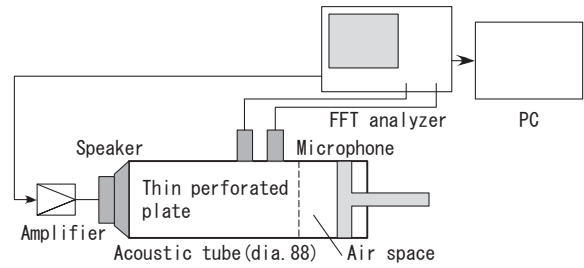 FFT analyzer
PC
Speaker
Microphone
Thin perforated
plate
Amplifier
Acoustic tube(dia.88)
Air space